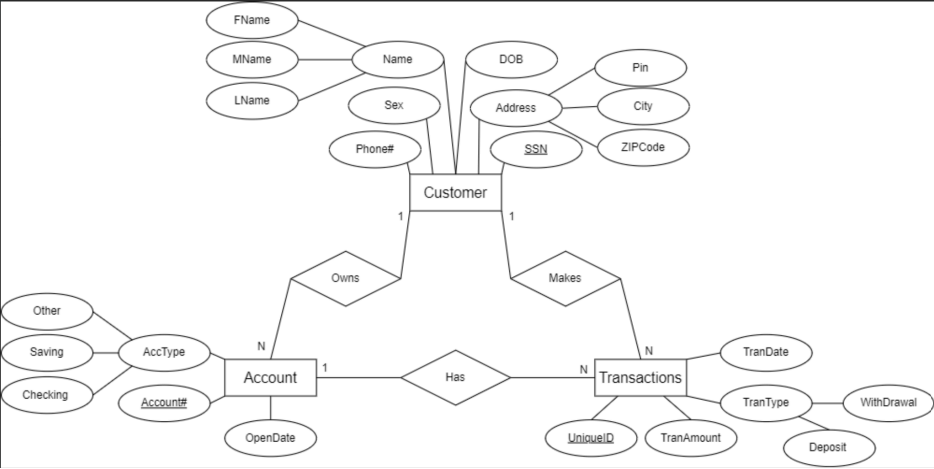 FName
MName
Name
DOB
Pin
LName
Sex
Address
City
Phone#
SSN
ZIPCode
Customer
1
1
Owns
Makes
Other
N
N
Saving
AccType
TranDate
Account
1
Has
N
Transactions
Checking
Account#
TranType
WithDrawal
OpenDate
UniqueID
TranAmount
Deposit